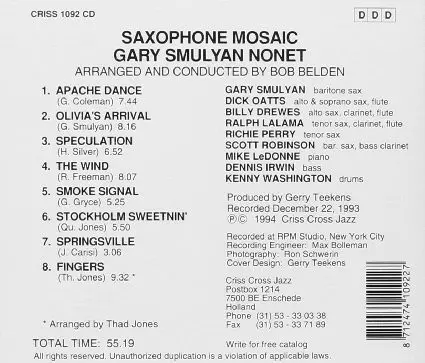 CRISS 1092 CD
D D D
SAXOPHONE MOSAIC
GARY SMULYAN NONET
ARRANGED AND CONDUCTED BY BOB BELDEN
1. APACHE DANCE
(G. Coleman) 7.44
2. OLIVIA'S ARRIVAL
(G. Smulyan) 8.16
3. SPECULATION
(H. Silver) 6.52
4. THE WIND
(R. Freeman) 8.07
5. SMOKE SIGNAL
(G. Gryce) 5.25
6. STOCKHOLM SWEETNIN'
(Qu. Jones) 5.50
7. SPRINGSVILLE
(J. Carisi) 3.06
8. FINGERS
(Th. Jones) 9.32 *
* Arranged by Thad Jones
TOTAL TIME: 55.19
GARY SMULYAN baritone sax
DICK OATTS alto & soprano sax, flute
BILLY DREWES alto sax, clarinet, flute
RALPH LALAMA tenor sax, clarinet, flute
RICHIE PERRY tenor sax
SCOTT ROBINSON bar. sax, bass clarinet
MIKE LeDONNE piano
DENNIS IRWIN bass
KENNY WASHINGTON drums
Produced by Gerry Teekens
Recorded December 22, 1993
Ⓟ© 1994 Criss Cross Jazz
Recorded at RPM Studio, New York City
Recording Engineer: Max Bolleman
Photography: Ron Schwerin
Cover Design: Gerry Teekens
Criss Cross Jazz
Postbox 1214
7500 BE Enschede
Holland
Phone (31) 53 - 33 03 38
Fax (31) 53 - 33 71 89
Write for free catalog
All rights reserved. Unauthorized duplication is a violation of applicable laws.
8 712474 109227